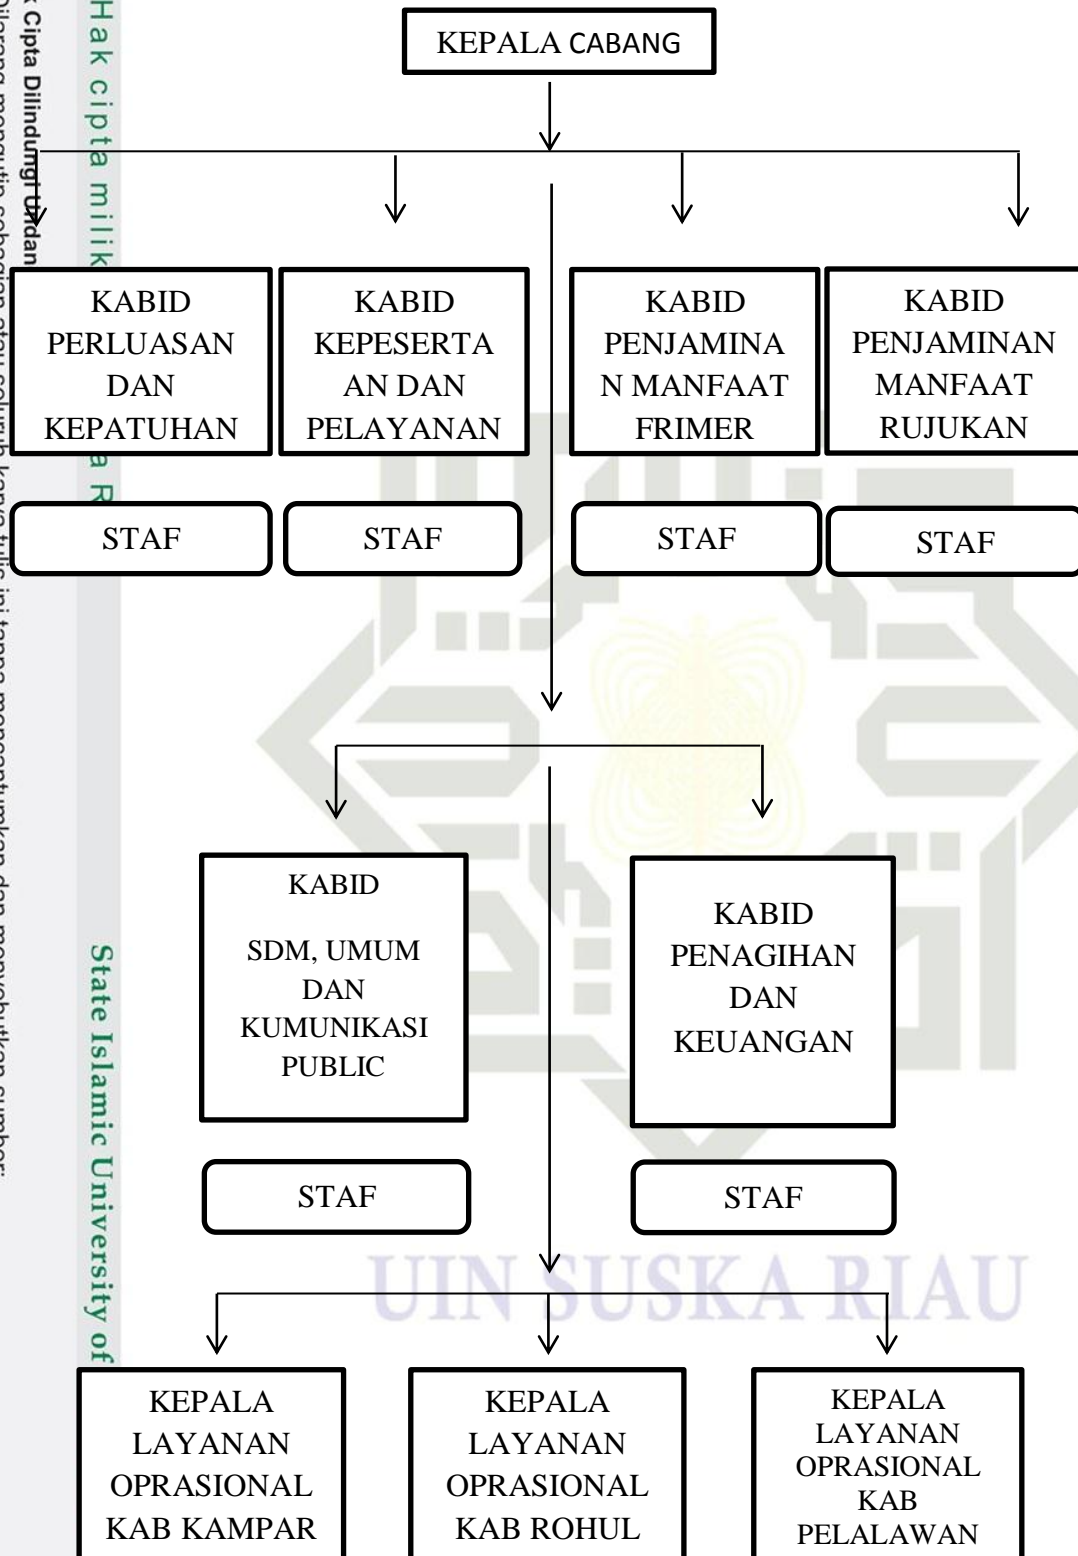 KEPALA CABANG
KABID
PERLUASAN
DAN
KEPATUHAN
KABID
KEPESERTA
AN DAN
PELAYANAN
KABID
PENJAMINA
N MANFAAT
FRIMER
KABID
PENJAMINAN
MANFAAT
RUJUKAN
STAF
STAF
STAF
STAF
KABID
SDM, UMUM
DAN
KUMUNIKASI
PUBLIC
KABID
PENAGIHAN
DAN
KEUANGAN
STAF
STAF
UIN SUSKA RIAU
KEPALA
LAYANAN
OPRASIONAL
KAB KAMPAR
KEPALA
LAYANAN
OPRASIONAL
KAB ROHUL
KEPALA
LAYANAN
OPRASIONAL
KAB
PELALAWAN
Hak cipta milik
a R
State Islamic University of
Cipta Dilindungi Undan